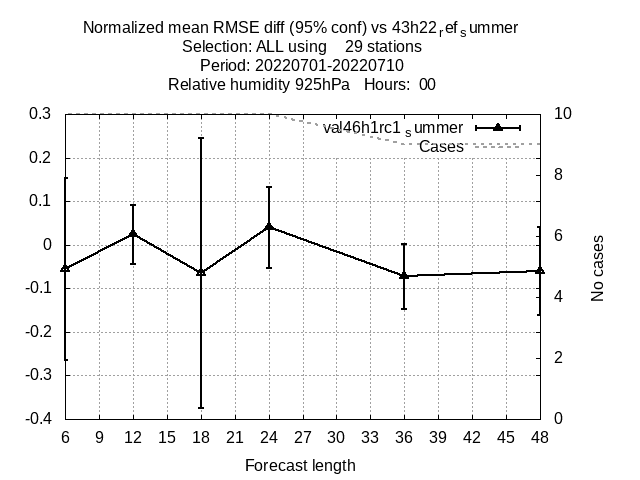 Normalized mean RMSE diff (95% conf) vs 43h22refsummer
Selection: ALL using 29 stations
Period: 20220701-20220710
Relative humidity 925hPa Hours: 00
val46h1rc1summer
Cases
0.3
0.2
0.1
0
-0.1
-0.2
-0.3
-0.4
10
8
6
4
2
0
No cases
6 9 12 15 18 21 24 27 30 33 36 39 42 45 48
Forecast length